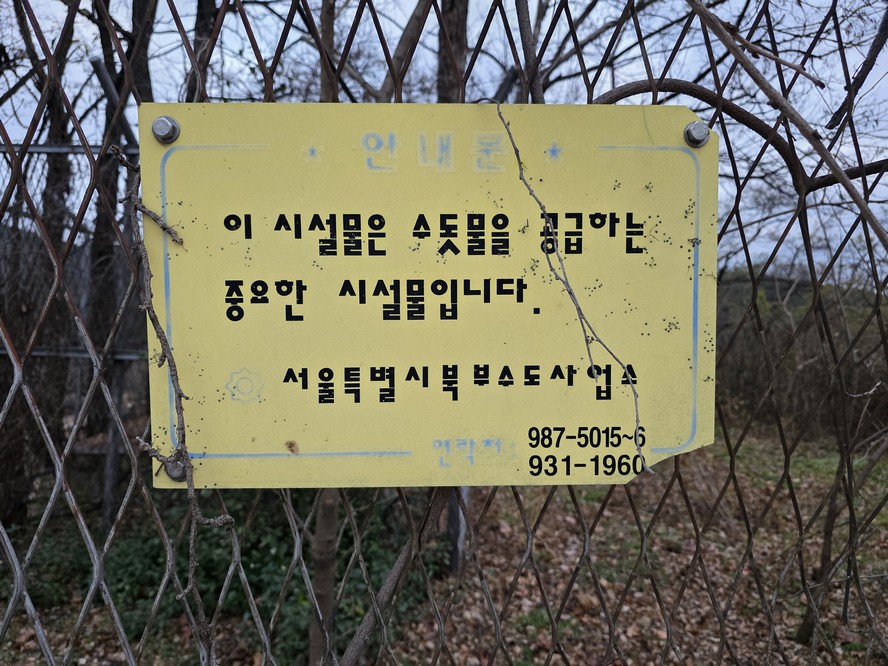 * 안내문 *
이 시설물은 수돗물을 공급하는
중요한 시설물입니다.
서울특별시북부수도사업소
연락처: 987-5015~6
931-1960